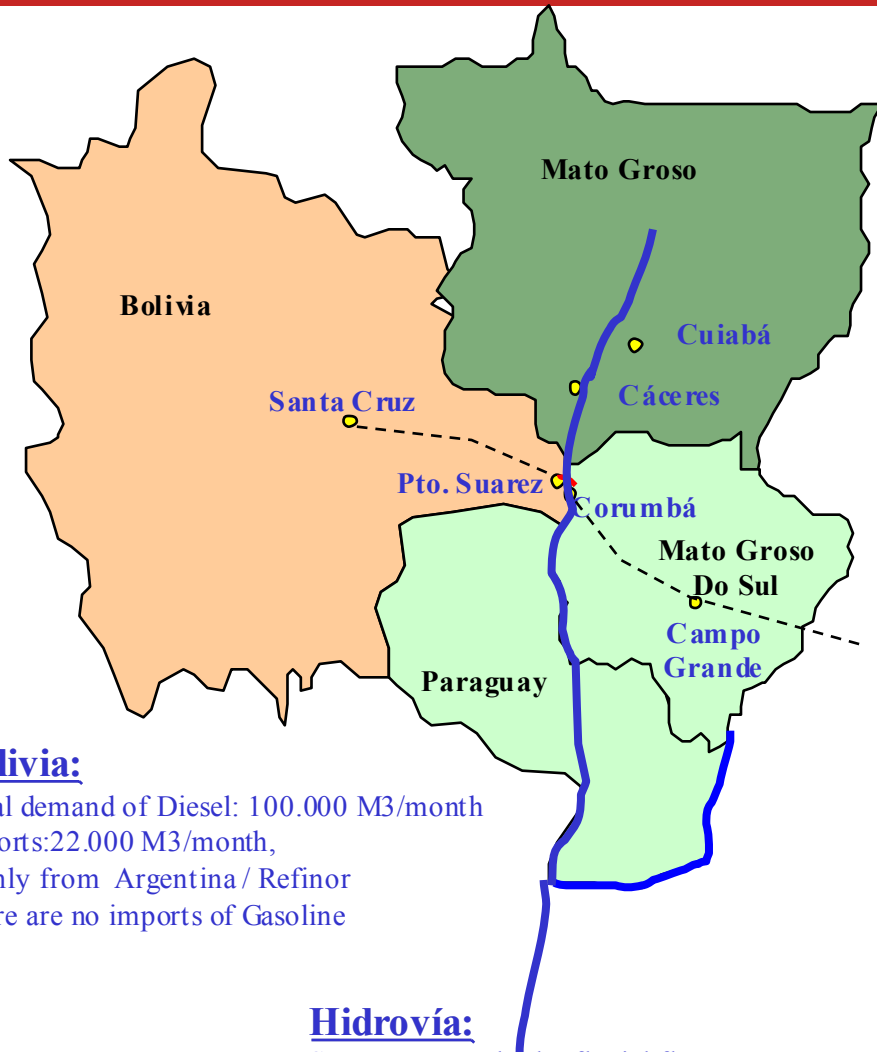 Mato Groso
Bolivia
Cuiabá
Cáceres
Santa Cruz
Pto. Suarez
Corumbá
Mato Groso
Do Sul
Campo
Grande
Paraguay
livia:
al demand of Diesel: 100.000 M3/month
orts:22.000 M3/month,
nly from Argentina / Refinor
re are no imports of Gasoline
Hidrovía: